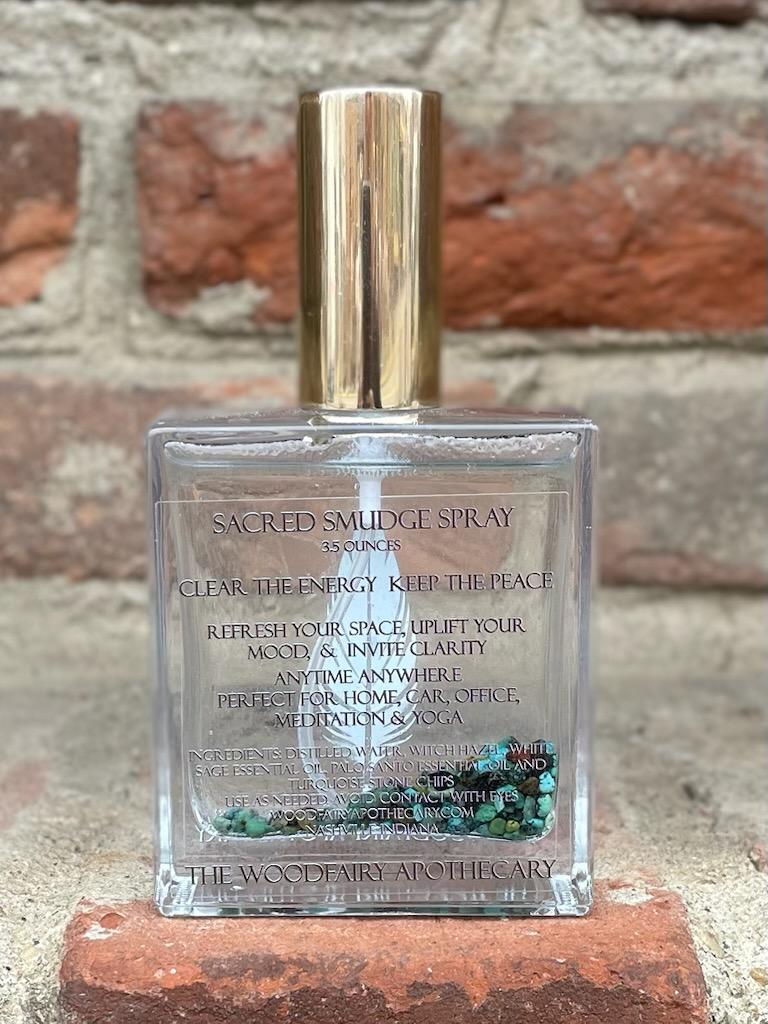 SACRED SMUDGE SPRAY
3.5 OUNCES
CLEAR THE ENERGY KEEP THE PEACE
REFRESH YOUR SPACE, UPLIFT YOUR
MOOD, & INVITE CLARITY
ANYTIME ANYWHERE
PERFECT FOR HOME, CAR, OFFICE,
MEDITATION & YOGA
INGREDIENTS: DISTILLED WATER, WITCH HAZEL, WHITE
SAGE ESSENTIAL OIL, PALO SANTO ESSENTIAL OIL AND
TURQUOISE STONE CHIPS
USE AS NEEDED. AVOID CONTACT WITH EYES
WOODFAIRYAPOTHECARY.COM
NASHVILLE INDIANA
THE WOODFAIRY APOTHECARY